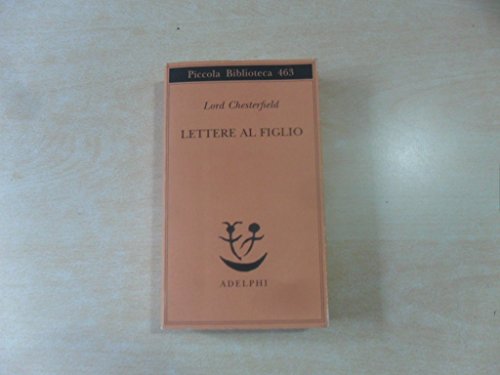 Piccola Biblioteca 463
Lord Chesterfield
LETTERE AL FIGLIO
ADELPHI